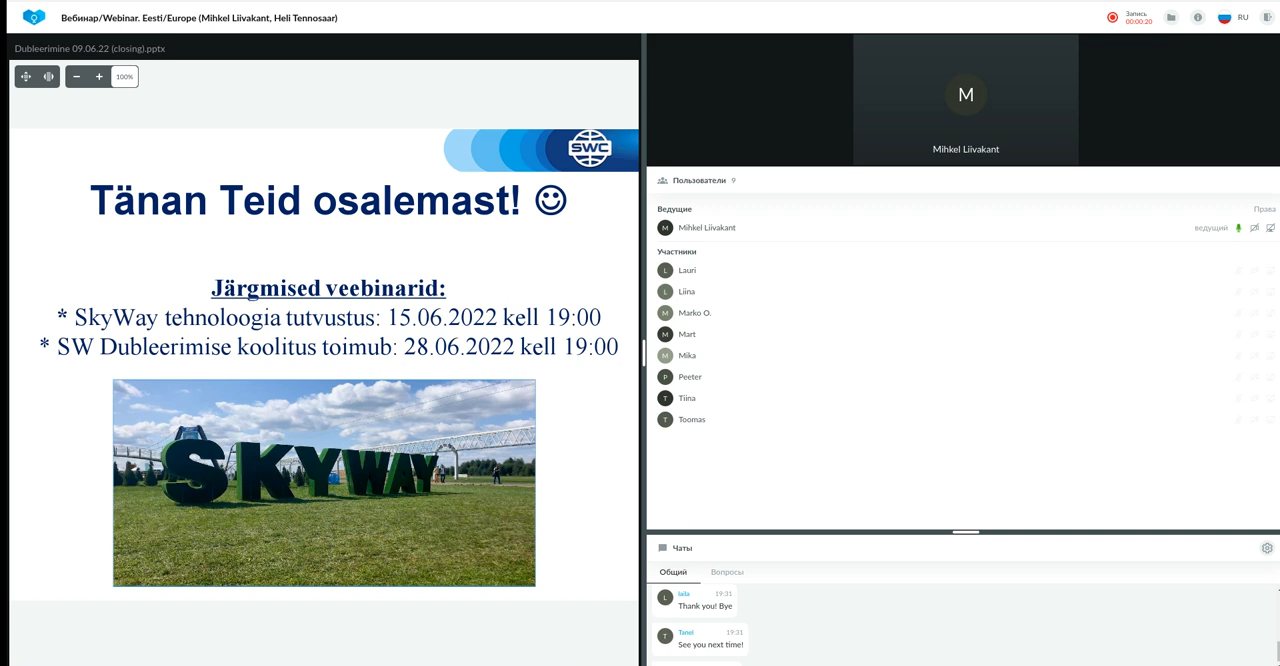 Вебинар/Webinar. Eesti/Europe (Mihkel Liivakant, Heli Tennosaar)
Запись
00:00:20
RU
Dubleerimine 09.06.22 (closing).pptx
100%
SWC
Tänan Teid osalemast! ☺
Järgmised veebinarid:
* SkyWay tehnoloogia tutvustus: 15.06.2022 kell 19:00
* SW Dubleerimise koolitus toimub: 28.06.2022 kell 19:00
SKYWAY
M
Mihkel Liivakant
Пользователи 9
Ведущие
Права
M Mihkel Liivakant ведущий
Участники
L Lauri
L Liina
M Marko O.
M Mart
M Mika
P Peeter
T Tiina
T Toomas
Чаты
Общий Вопросы
L laila 19:31
Thank you! Bye
T Tanel 19:31
See you next time!